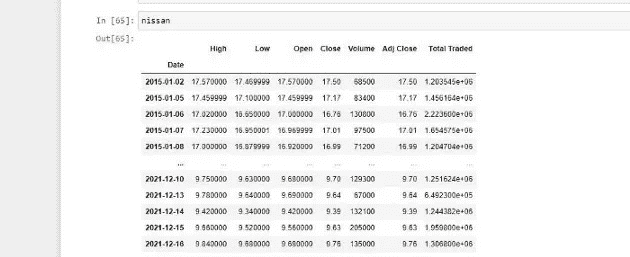 In [65]: nissan
Out[65]:
High Low Open Close Volume Adj Close Total Traded
Date
2015-01-02 17.570000 17.469999 17.570000 17.50 68500 17.50 1.203545e+06
2015-01-05 17.459999 17.100000 17.459999 17.17 83400 17.17 1.456164e+06
2015-01-06 17.020000 16.650000 17.000000 16.76 130800 16.76 2.223600e+06
2015-01-07 17.230000 16.950001 16.969999 17.01 97500 17.01 1.654575e+06
2015-01-08 17.000000 16.879999 16.920000 16.99 71200 16.99 1.204704e+06
... ... ... ... ... ... ... ...
2021-12-10 9.750000 9.630000 9.680000 9.70 129300 9.70 1.251624e+06
2021-12-13 9.780000 9.640000 9.690000 9.64 67000 9.64 6.492300e+05
2021-12-14 9.420000 9.340000 9.420000 9.39 132100 9.39 1.244382e+06
2021-12-15 9.660000 9.520000 9.560000 9.63 205000 9.63 1.959800e+06
2021-12-16 9.840000 9.680000 9.680000 9.76 135000 9.76 1.306800e+06